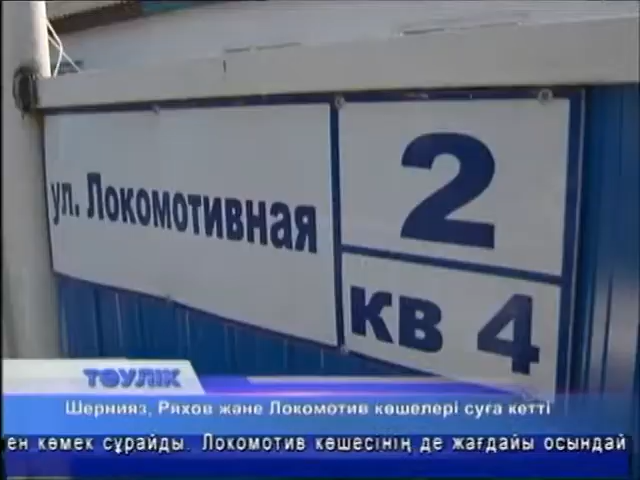 ул. Локомотивная
2
кв 4
ТӘУЛІК
Шернияз, Ряхов және Локомотив көшелері суға кетті
ен көмек сұрайды. Локомотив көшесінің де жағдайы осындай